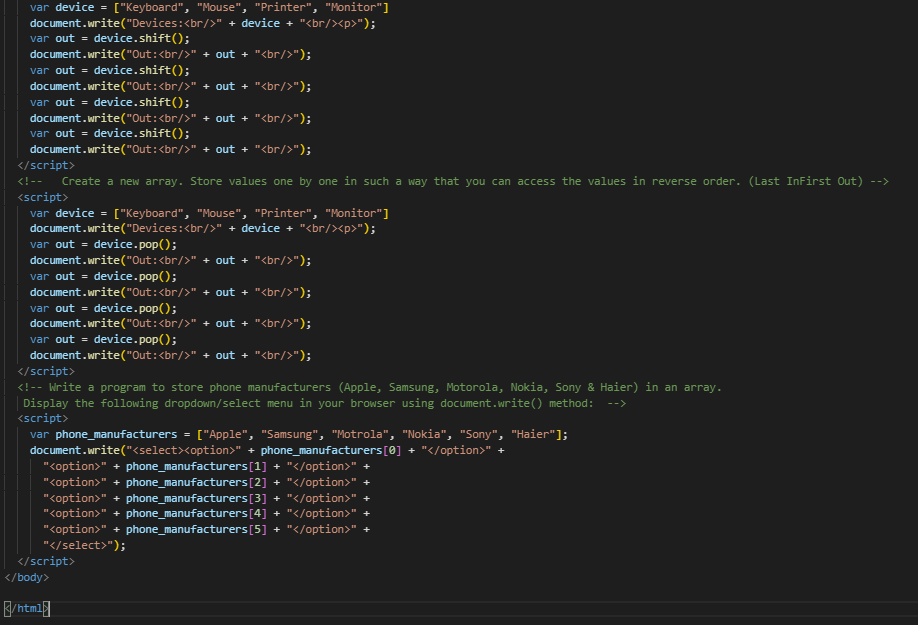 var device = ["Keyboard", "Mouse", "Printer", "Monitor"]
document.write("Devices:<br/>" + device + "<br/><p>");
var out = device.shift();
document.write("Out:<br/>" + out + "<br/>");
var out = device.shift();
document.write("Out:<br/>" + out + "<br/>");
var out = device.shift();
document.write("Out:<br/>" + out + "<br/>");
var out = device.shift();
document.write("Out:<br/>" + out + "<br/>");
</script>
<!--   Create a new array. Store values one by one in such a way that you can access the values in reverse order. (Last InFirst Out) -->
<script>
var device = ["Keyboard", "Mouse", "Printer", "Monitor"]
document.write("Devices:<br/>" + device + "<br/><p>");
var out = device.pop();
document.write("Out:<br/>" + out + "<br/>");
var out = device.pop();
document.write("Out:<br/>" + out + "<br/>");
var out = device.pop();
document.write("Out:<br/>" + out + "<br/>");
var out = device.pop();
document.write("Out:<br/>" + out + "<br/>");
</script>
<!-- Write a program to store phone manufacturers (Apple, Samsung, Motorola, Nokia, Sony & Haier) in an array.
Display the following dropdown/select menu in your browser using document.write() method:  -->
<script>
var phone_manufacturers = ["Apple", "Samsung", "Motrola", "Nokia", "Sony", "Haier"];
document.write("<select><option>" + phone_manufacturers[0] + "</option>" +
"<option>" + phone_manufacturers[1] + "</option>" +
"<option>" + phone_manufacturers[2] + "</option>" +
"<option>" + phone_manufacturers[3] + "</option>" +
"<option>" + phone_manufacturers[4] + "</option>" +
"<option>" + phone_manufacturers[5] + "</option>" +
"</select>");
</script>
</body>
</html>